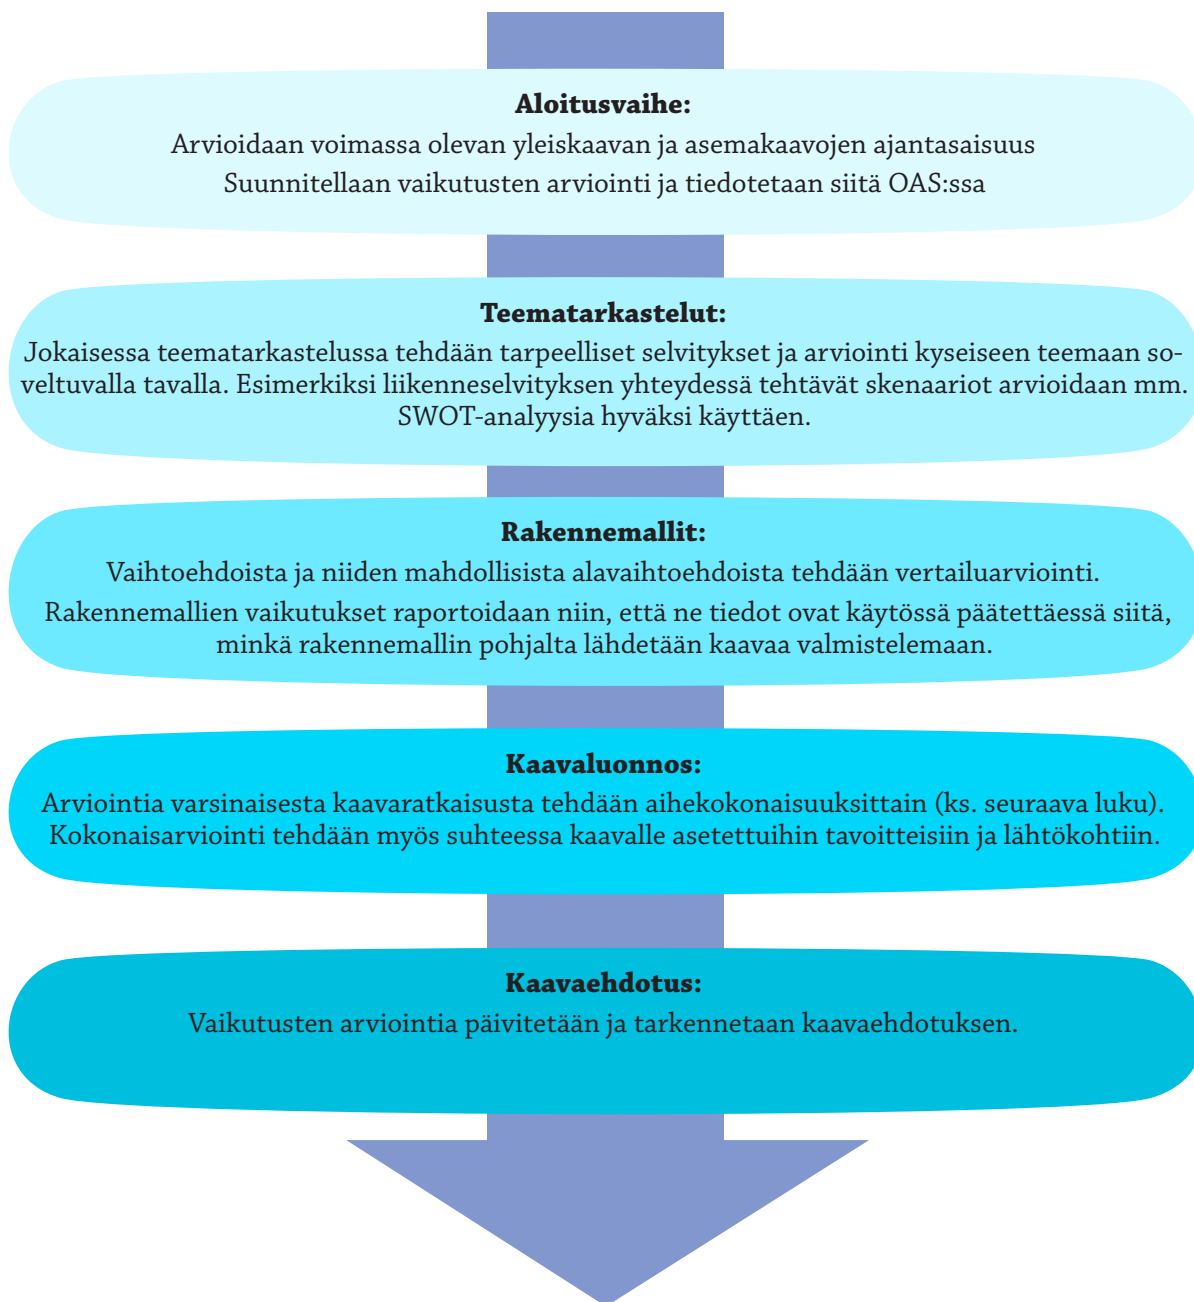 Aloitusvaihe:
Arvioidaan voimassa olevan yleiskaavan ja asemakaavojen ajantasaisuus
Suunnitellaan vaikutusten arviointi ja tiedotetaan siitä OAS:ssa
Teematarkastelut:
Jokaisessa teematarkastelussa tehdään tarpeelliset selvitykset ja arviointi kyseiseen teemaan so-
veltuvalla tavalla. Esimerkiksi liikenneselvityksen yhteydessä tehtävät skenaariot arvioidaan mm.
SWOT-analyysia hyväksi käyttäen.
Rakennemallit:
Vaihtoehdoista ja niiden mahdollisista alavaihtoehdoista tehdään vertailuarviointi.
Rakennemallien vaikutukset raportoidaan niin, että ne tiedot ovat käytössä päätettäessä siitä,
minkä rakennemallin pohjalta lähdetään kaavaa valmistelemaan.
Kaavaluonnos:
Arviointia varsinaisesta kaavaratkaisusta tehdään aihekokonaisuuksittain (ks. seuraava luku).
Kokonaisarviointi tehdään myös suhteessa kaavalle asetettuihin tavoitteisiin ja lähtökohtiin.
Kaavaehdotus:
Vaikutusten arviointia päivitetään ja tarkennetaan kaavaehdotuksen.